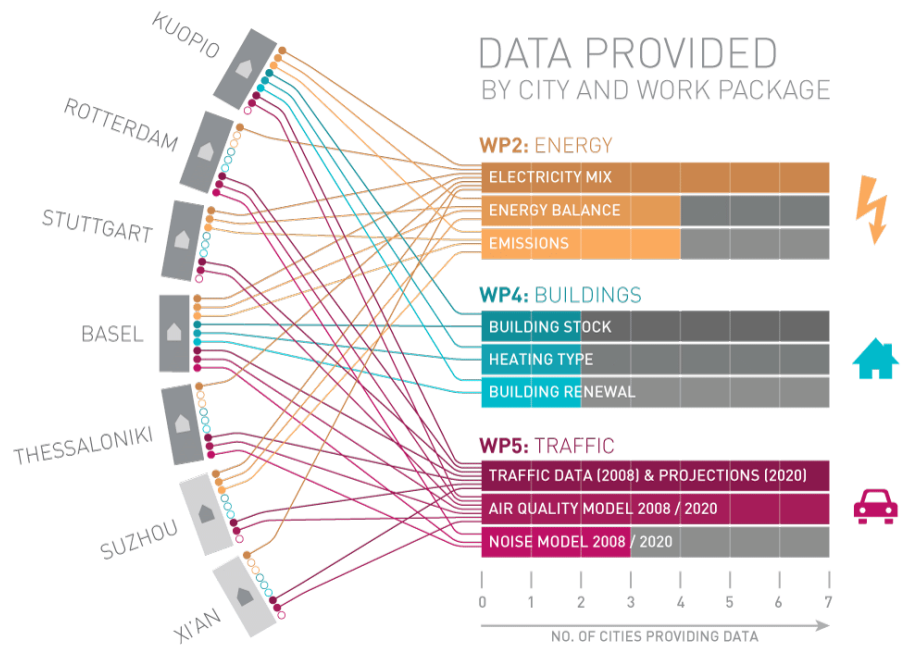 DATA PROVIDED
BY CITY AND WORK PACKAGE
KUOPIO
ROTTERDAM
STUTTGART
BASEL
THESSALONIKI
SUZHOU
XI'AN
WP2: ENERGY
ELECTRICITY MIX
ENERGY BALANCE
EMISSIONS
WP4: BUILDINGS
BUILDING STOCK
HEATING TYPE
BUILDING RENEWAL
WP5: TRAFFIC
TRAFFIC DATA (2008) & PROJECTIONS (2020)
AIR QUALITY MODEL 2008 / 2020
NOISE MODEL 2008 / 2020
0 1 2 3 4 5 6 7
NO. OF CITIES PROVIDING DATA